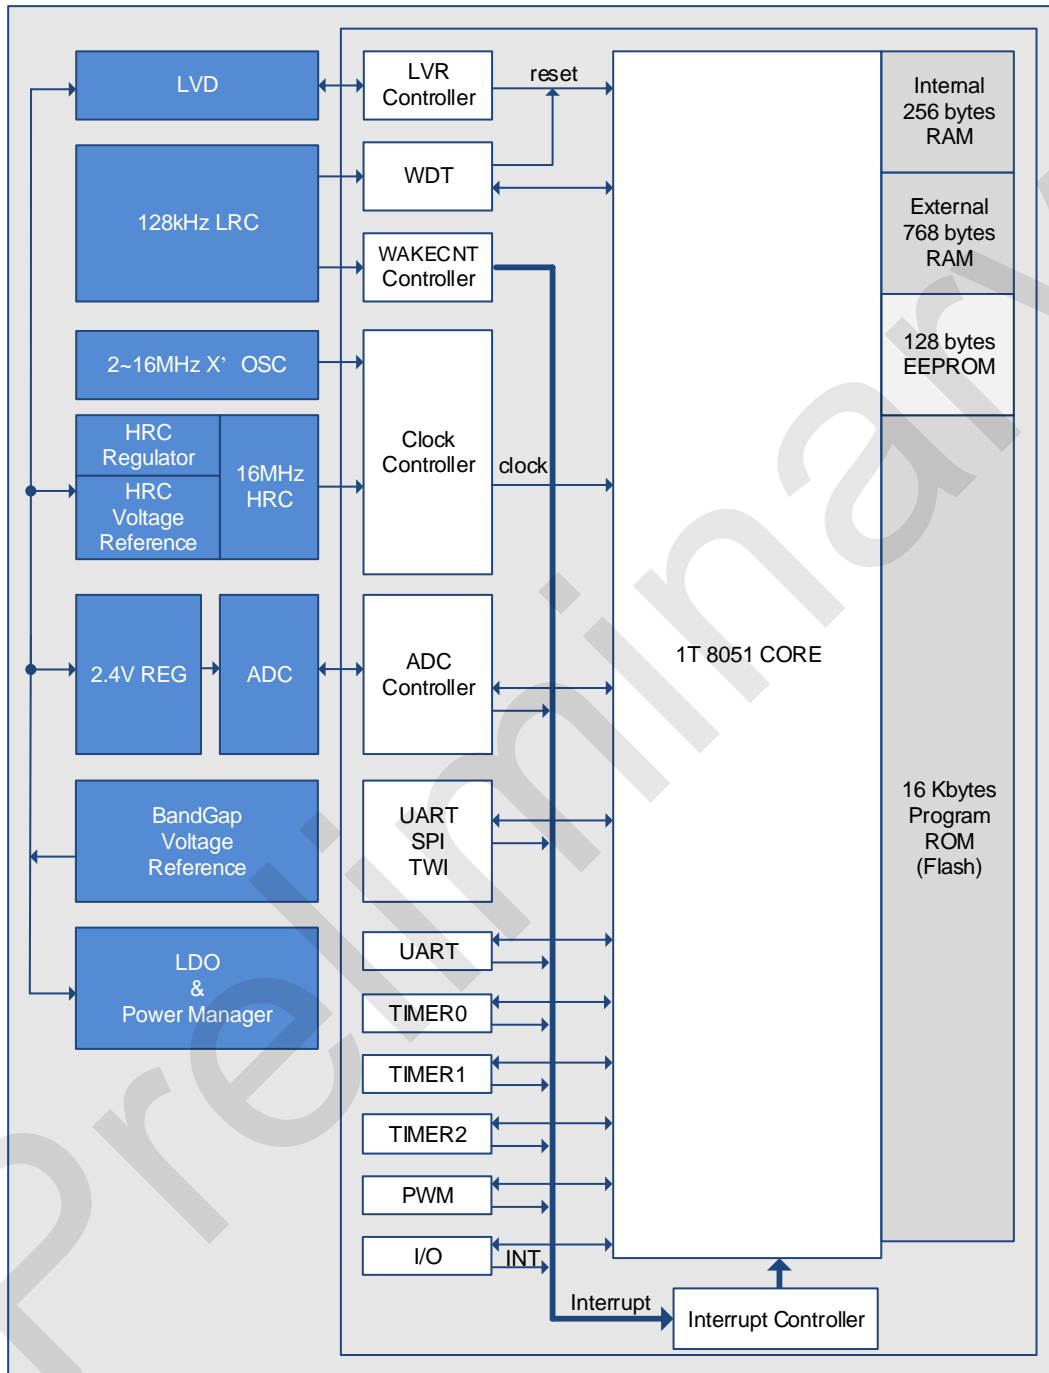 LVD
LVR
Controller
reset
Internal
256 bytes
RAM
128kHz LRC
WDT
External
768 bytes
RAM
WAKECNT
Controller
2~16MHz X’ OSC
128 bytes
EEPROM
HRC
Regulator
HRC
Voltage
Reference
16MHz
HRC
Clock
Controller
clock
2.4V REG
ADC
ADC
Controller
1T 8051 CORE
BandGap
Voltage
Reference
UART
SPI
TWI
16 Kbytes
Program
ROM
(Flash)
LDO
&
Power Manager
UART
TIMER0
TIMER1
TIMER2
PWM
I/O
INT
Interrupt
Interrupt Controller
Preliminary